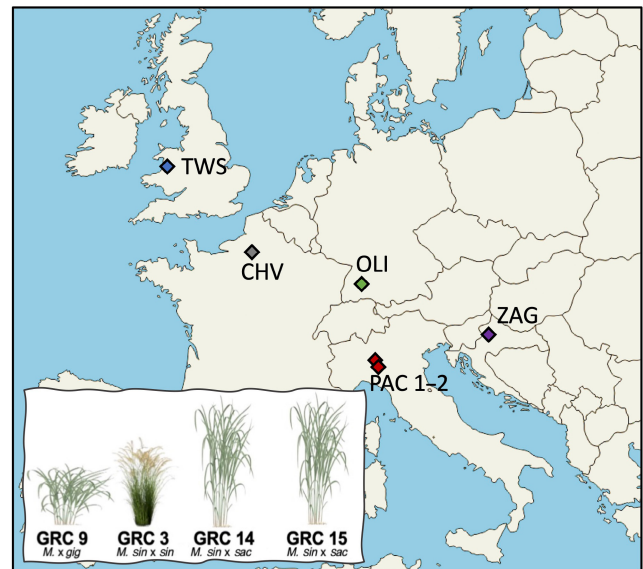 TWS
CHV
OLI
ZAG
PAC 1–2
GRC 9
M. x gig
GRC 3
M. sin x sin
GRC 14
M. sin x sac
GRC 15
M. sin x sac